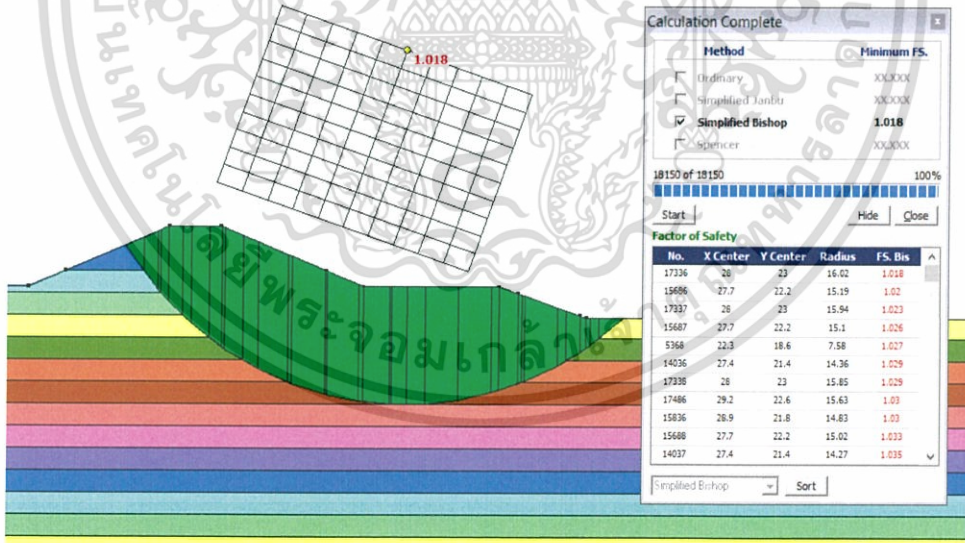 1.018
Calculation Complete
x
Method Minimum FS.
Ordinary XX.XXX
Simplified Janbu XX.XXX
Simplified Bishop 1.018
Spencer XX.XXX
18150 of 18150 100%
Start Hide Close
Factor of Safety
No. X Center Y Center Radius FS. Bis
17336 28 23 16.02 1.018
15686 27.7 22.2 15.19 1.02
17337 28 23 15.94 1.023
15687 27.7 22.2 15.1 1.026
5368 22.3 18.6 7.58 1.027
14036 27.4 21.4 14.36 1.029
17338 28 23 15.85 1.029
17486 29.2 22.6 15.63 1.03
15836 28.9 21.8 14.83 1.03
15688 27.7 22.2 15.02 1.033
14037 27.4 21.4 14.27 1.035
Simplified Bishop Sort